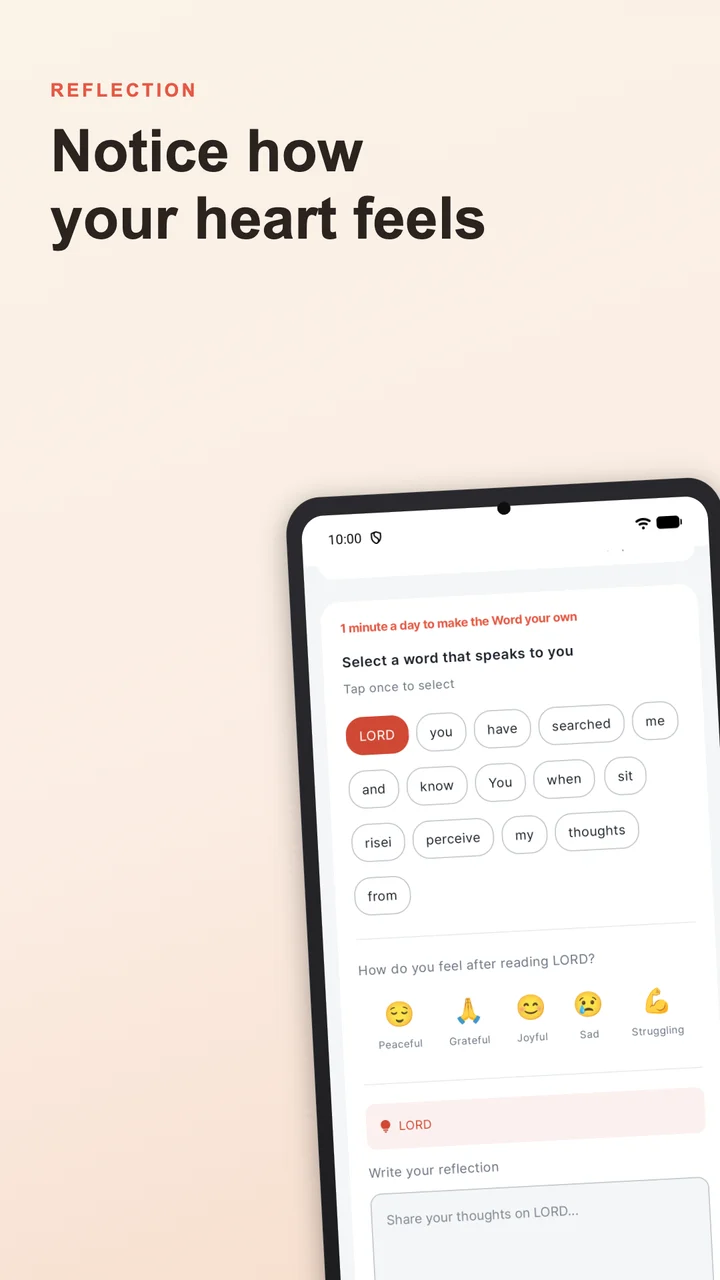 REFLECTION
Notice how
your heart feels
10:00
1 minute a day to make the Word your own
Select a word that speaks to you
Tap once to select
LORD you have searched me
and know You when sit
risei perceive my thoughts
from
How do you feel after reading LORD?
Peaceful Grateful Joyful Sad Struggling
LORD
Write your reflection
Share your thoughts on LORD...